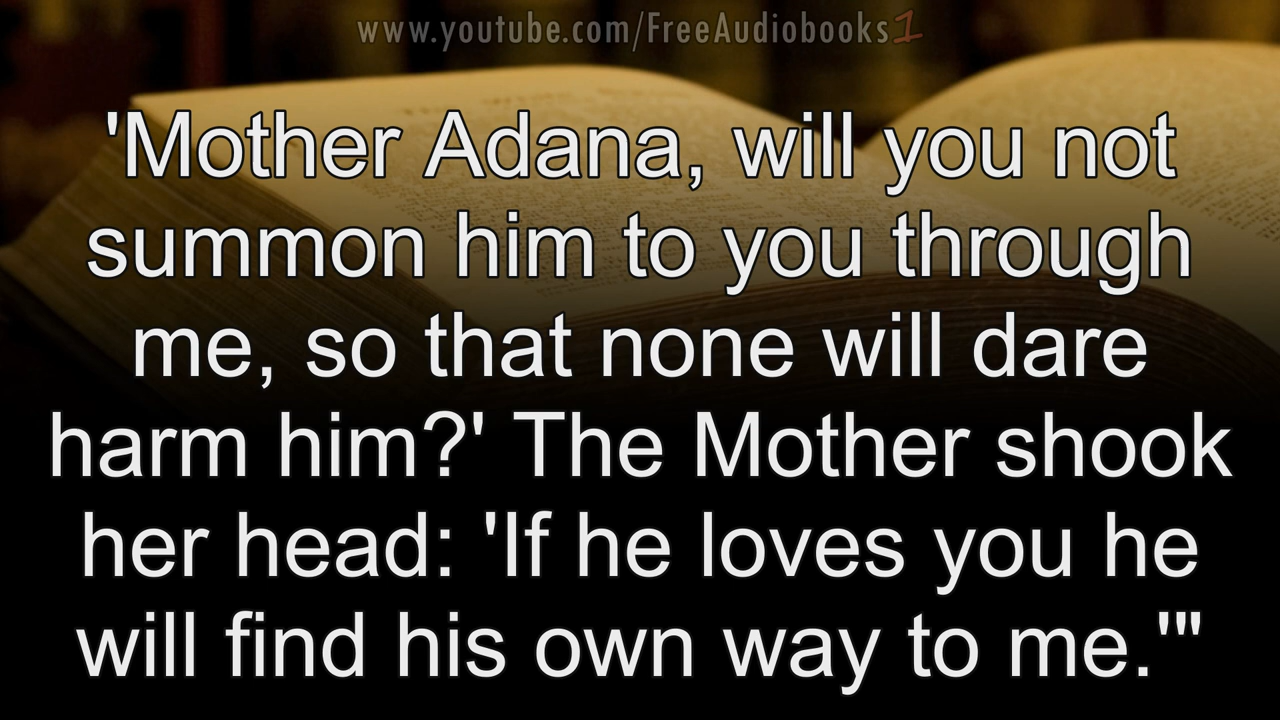 www.youtube.com/FreeAudiobooks1
'Mother Adana, will you not
summon him to you through
me, so that none will dare
harm him?' The Mother shook
her head: 'If he loves you he
will find his own way to me.'"